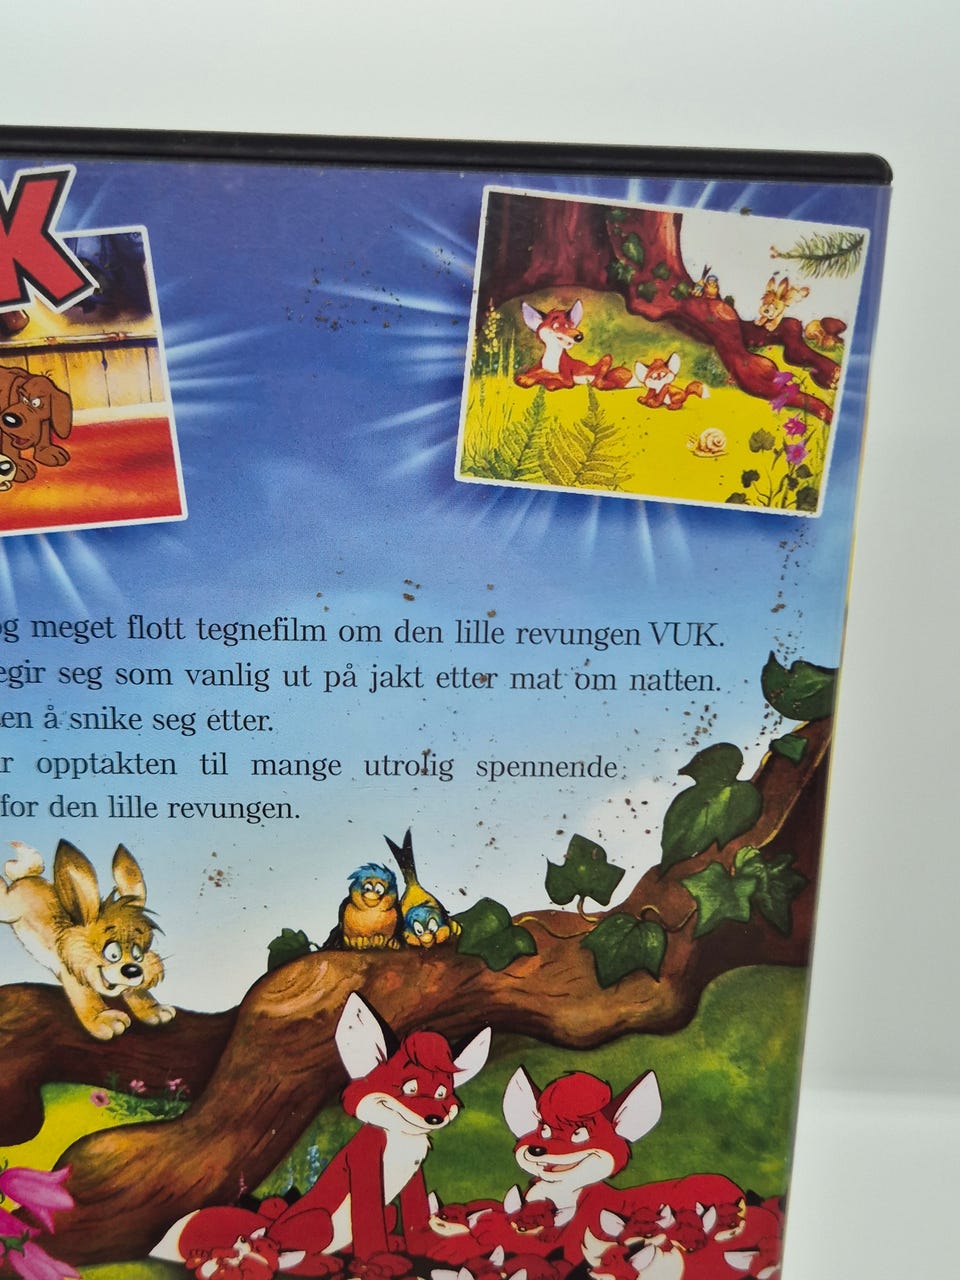 K
og meget flott tegnefilm om den lille revungen VUK.
egir seg som vanlig ut på jakt etter mat om natten.
en å snike seg etter.
r opptakten til mange utrolig spennende
for den lille revungen.